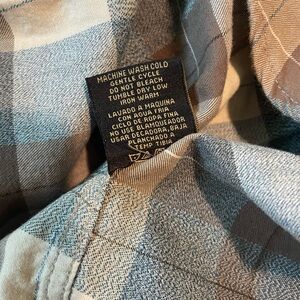 MACHINE WASH COLD
GENTLE CYCLE
DO NOT BLEACH
TUMBLE DRY LOW
IRON WARM
LAVADO A MAQUINA
CON AGUA FRIA
CICLO DE ROPA FINA
NO USE BLANQUEADOR
USAR SECADORA, BAJA
PLANCHADO A
TEMP TIBIA